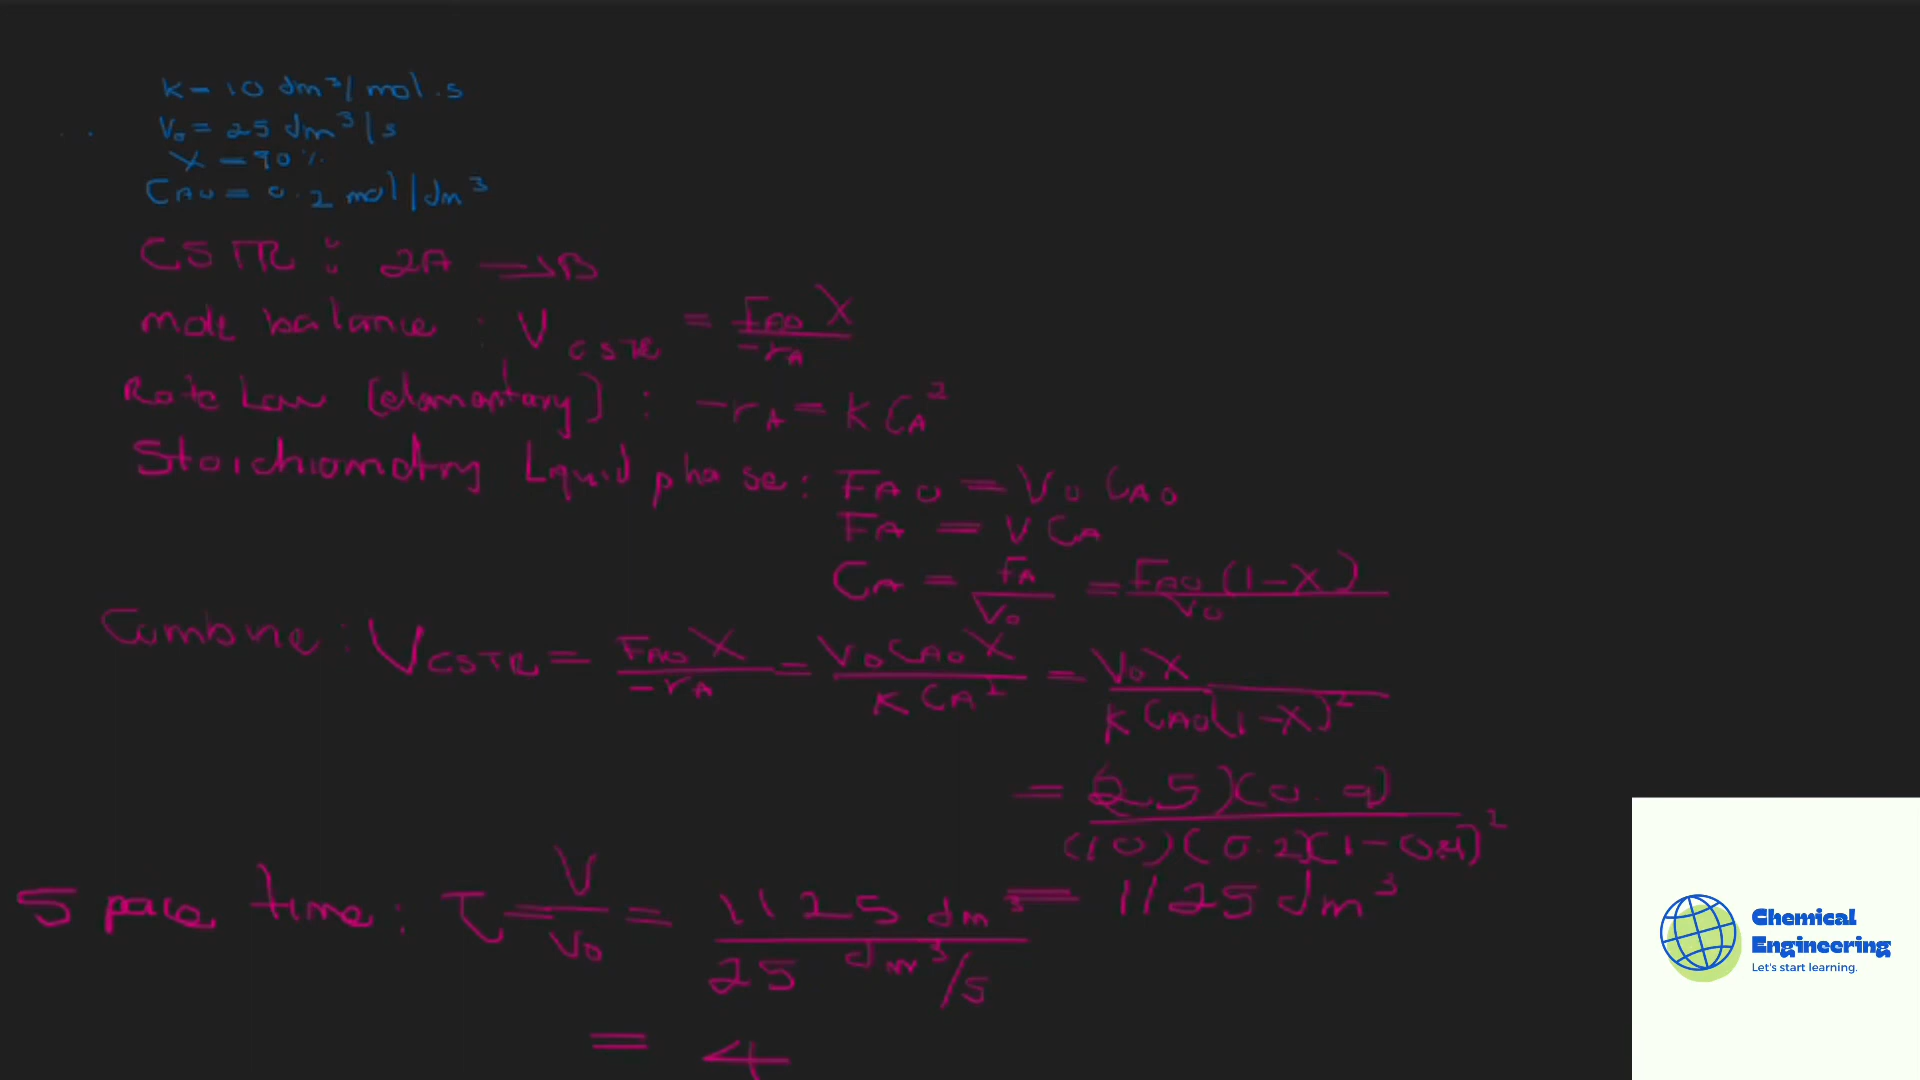 K = 10 dm³/mol.s
V₀ = 25 dm³/s
X = 90%
CA0 = 0.2 mol/dm³
CSTR : 2A → B
mole balance : V CSTR = FA0 X / -rA
Rate Law (elementary) : -rA = K CA²
Stoichiometry Liquid phase : FA0 = V0 CA0
FA = V CA
CA = FA / V0 = FA0 (1-X) / V0
Combine : VCSTR = FA0 X / -rA = V0 CA0 X / K CA² = V0 X / K CA0 (1-X)²
= (25)(0.9) / (10)(0.2)(1-0.9)²
= 1125 dm³
Space time : τ = V / V0 = 1125 dm³ / 25 dm³/s
= 4
Chemical
Engineering
Let's start learning.